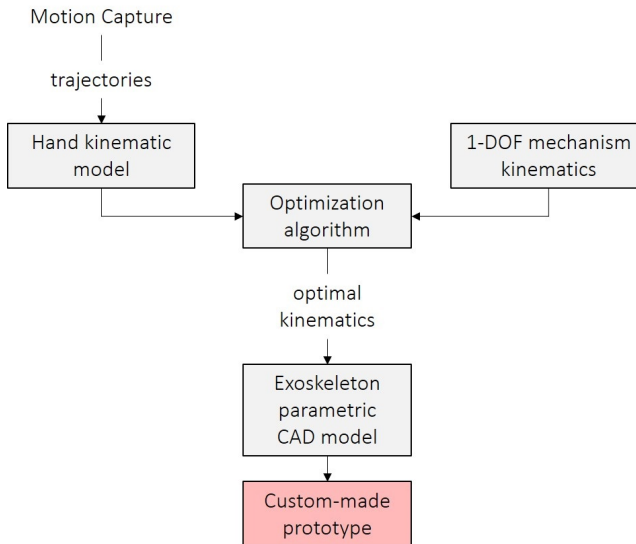 Motion Capture
trajectories
Hand kinematic
model
1-DOF mechanism
kinematics
Optimization
algorithm
optimal
kinematics
Exoskeleton
parametric
CAD model
Custom-made
prototype